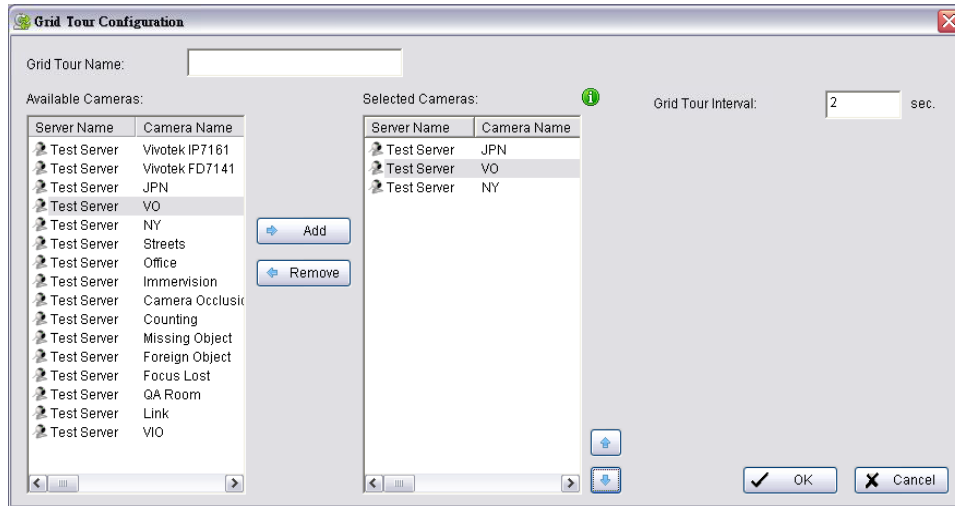 Grid Tour Configuration
Grid Tour Name:
Available Cameras:
Server Name Camera Name
Test Server Vivotek IP7161
Test Server Vivotek FD7141
Test Server JPN
Test Server VO
Test Server NY
Test Server Streets
Test Server Office
Test Server Immervision
Test Server Camera Occlusi
Test Server Counting
Test Server Missing Object
Test Server Foreign Object
Test Server Focus Lost
Test Server QA Room
Test Server Link
Test Server VIO
Add
Remove
Selected Cameras:
Server Name Camera Name
Test Server JPN
Test Server VO
Test Server NY
Grid Tour Interval: 2 sec.
OK
Cancel